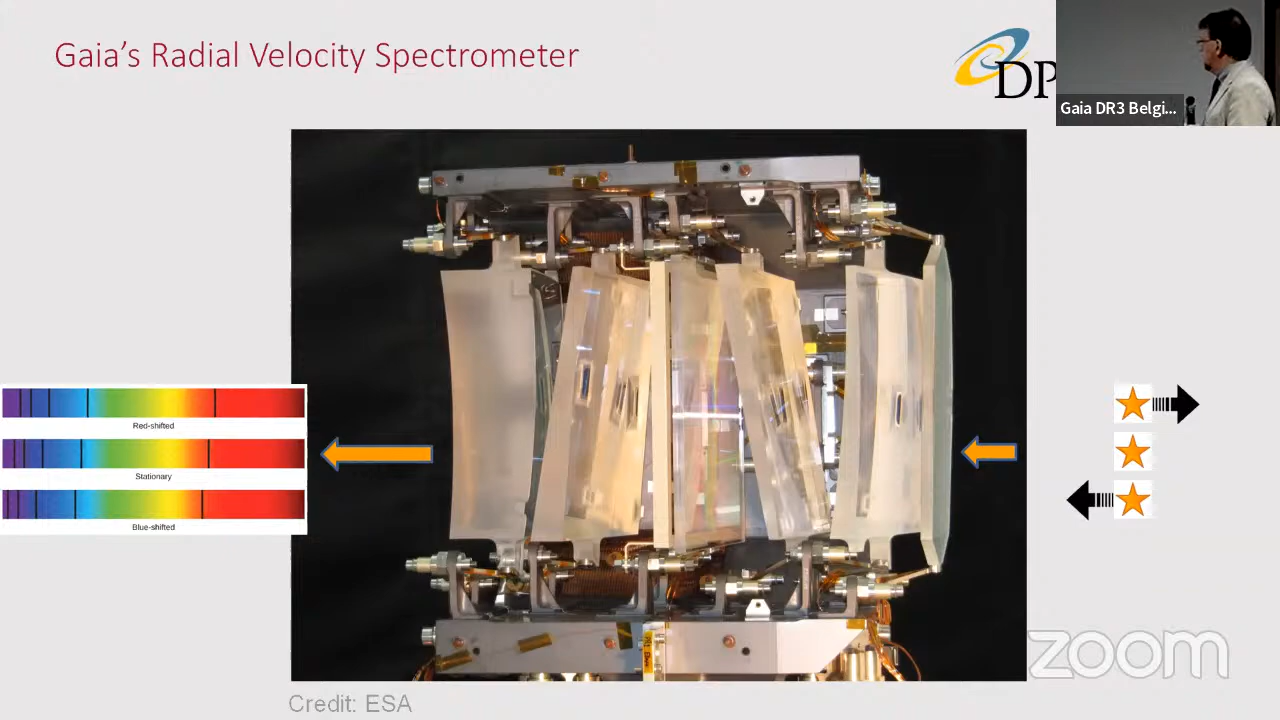 Gaia's Radial Velocity Spectrometer
DP
Gaia DR3 Belgi...
Red-shifted
Stationary
Blue-shifted
zoom
Credit: ESA